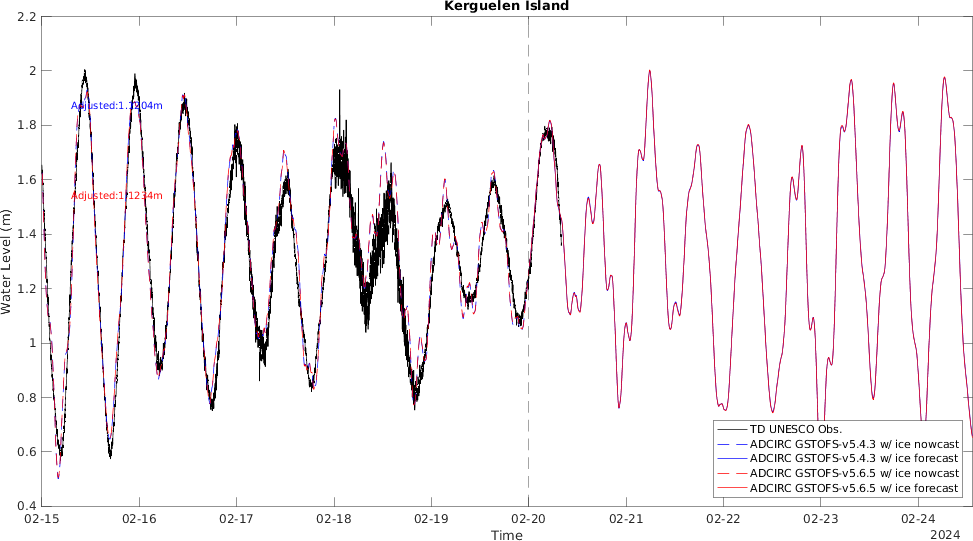 Kerguelen Island
2.2
2
1.8
1.6
1.4
1.2
1
0.8
0.6
0.4
Water Level (m)
Adjusted:1.1204m
Adjusted:1.1234m
TD UNESCO Obs.
ADCIRC GSTOFS-v5.4.3 w/ ice nowcast
ADCIRC GSTOFS-v5.4.3 w/ ice forecast
ADCIRC GSTOFS-v5.6.5 w/ ice nowcast
ADCIRC GSTOFS-v5.6.5 w/ ice forecast
02-15 02-16 02-17 02-18 02-19 02-20 02-21 02-22 02-23 02-24
Time
2024